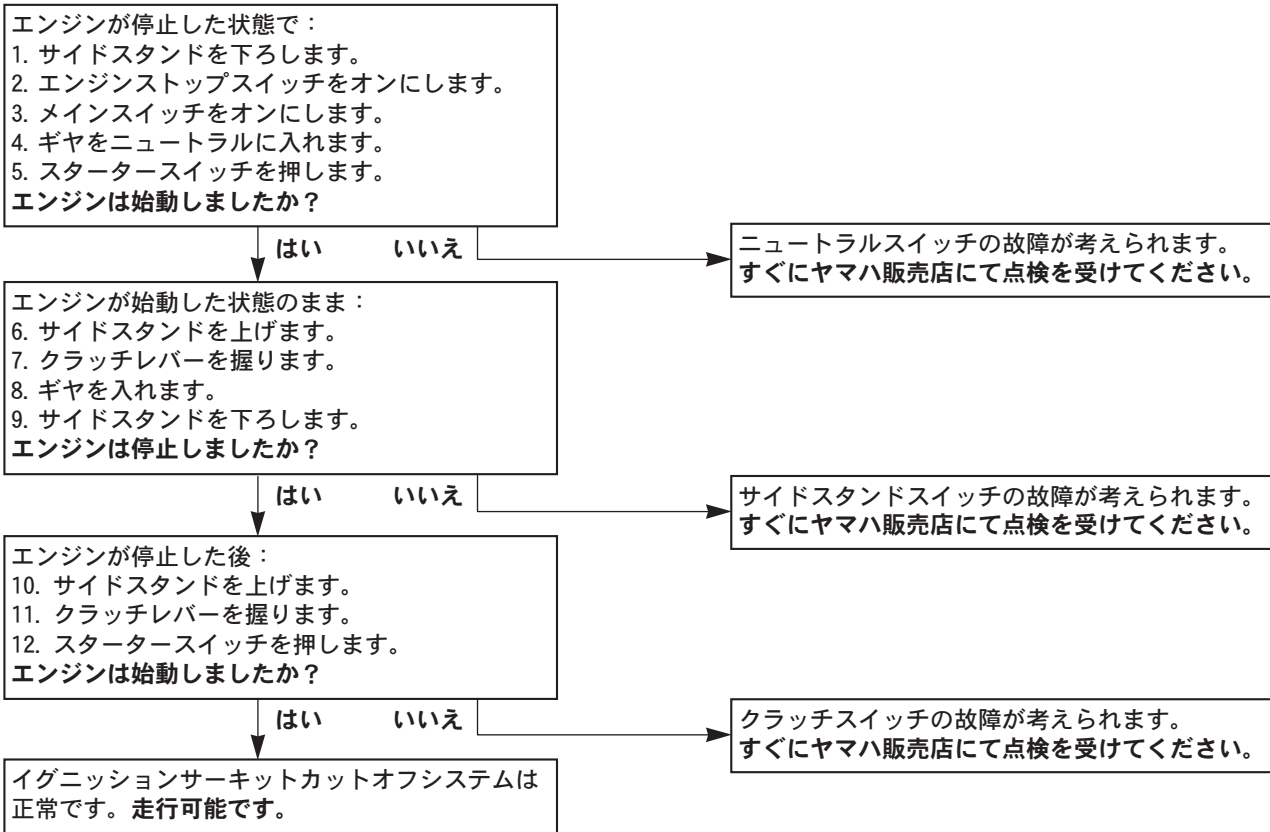 エンジンが停止した状態で：
1. サイドスタンドを下ろします。
2. エンジンストップスイッチをオンにします。
3. メインスイッチをオンにします。
4. ギヤをニュートラルに入れます。
5. スタータースイッチを押します。
エンジンは始動しましたか？
はい いいえ
ニュートラルスイッチの故障が考えられます。
すぐにヤマハ販売店にて点検を受けてください。
エンジンが始動した状態のまま：
6. サイドスタンドを上げます。
7. クラッチレバーを握ります。
8. ギヤを入れます。
9. サイドスタンドを下ろします。
エンジンは停止しましたか？
はい いいえ
サイドスタンドスイッチの故障が考えられます。
すぐにヤマハ販売店にて点検を受けてください。
エンジンが停止した後：
10. サイドスタンドを上げます。
11. クラッチレバーを握ります。
12. スタータースイッチを押します。
エンジンは始動しましたか？
はい いいえ
クラッチスイッチの故障が考えられます。
すぐにヤマハ販売店にて点検を受けてください。
イグニッションサーキットカットオフシステムは
正常です。走行可能です。